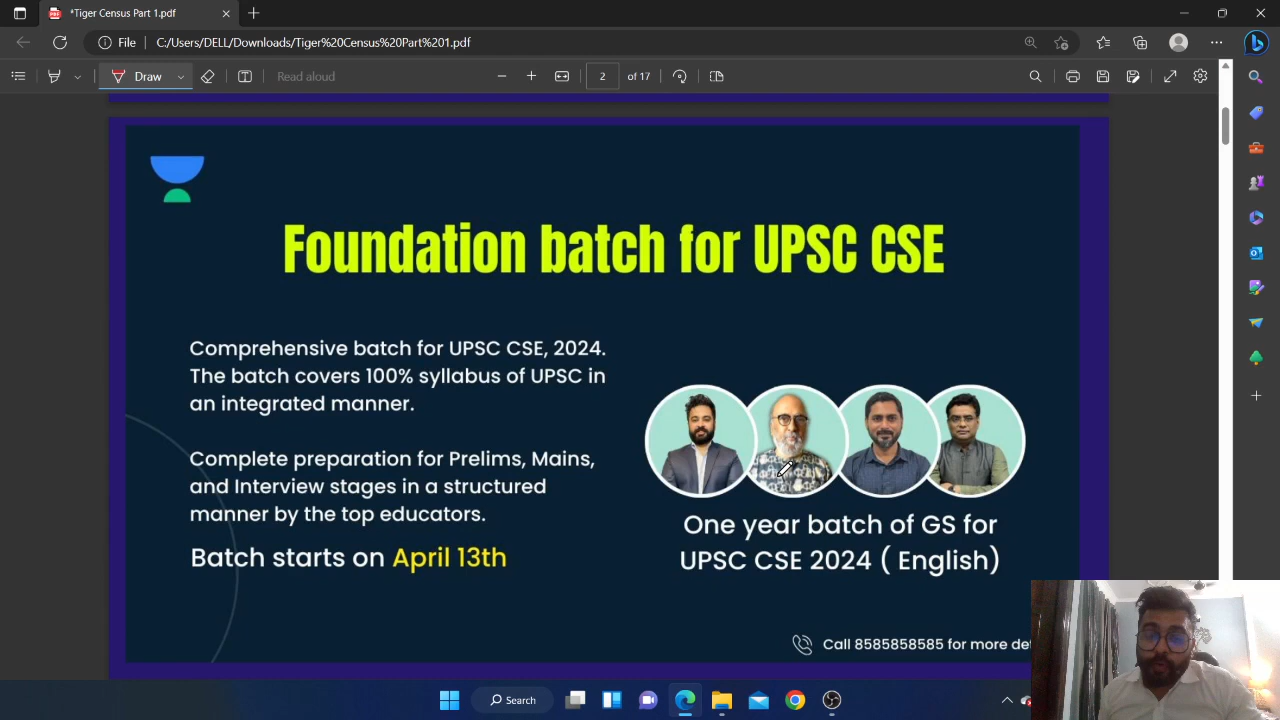 *Tiger Census Part 1.pdf
File
C:/Users/DELL/Downloads/Tiger%20Census%20Part%201.pdf
Draw
Read aloud
2
of 17
Foundation batch for UPSC CSE
Comprehensive batch for UPSC CSE, 2024.
The batch covers 100% syllabus of UPSC in
an integrated manner.
Complete preparation for Prelims, Mains,
and Interview stages in a structured
manner by the top educators.
Batch starts on April 13th
One year batch of GS for
UPSC CSE 2024 ( English)
Call 8585858585 for more
Search